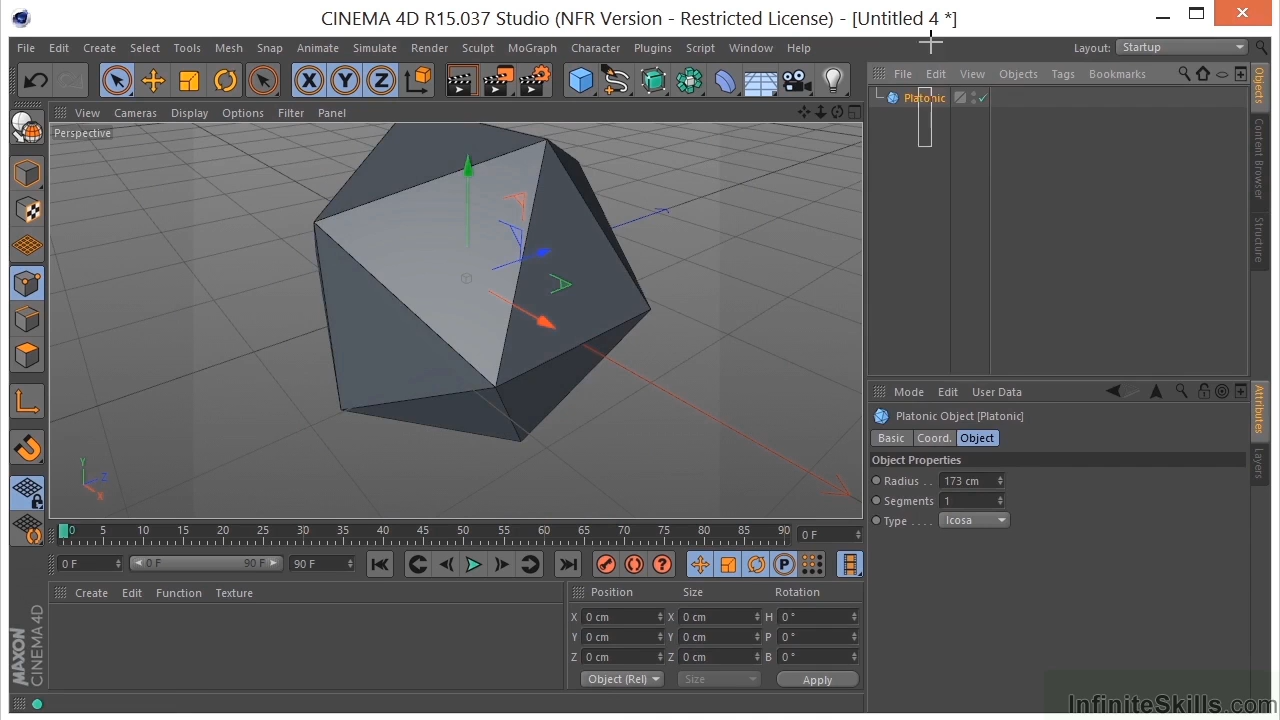 CINEMA 4D R15.037 Studio (NFR Version - Restricted License) - [Untitled 4 *]
File Edit Create Select Tools Mesh Snap Animate Simulate Render Sculpt MoGraph Character Plugins Script Window Help Layout: Startup
X Y Z
File Edit View Objects Tags Bookmarks
Platonic
Objects
Content Browser
Structure
View Cameras Display Options Filter Panel
Perspective
Y
Z
X
Mode Edit User Data
Platonic Object [Platonic]
Basic Coord. Object
Object Properties
Radius . . 173 cm
Segments 1
Type . . . . Icosa
Attributes
Layers
0 5 10 15 20 25 30 35 40 45 50 55 60 65 70 75 80 85 90 0 F
0 F 0 F 90 F 90 F P
Create Edit Function Texture
Position Size Rotation
X 0 cm X 0 cm H 0 °
Y 0 cm Y 0 cm P 0 °
Z 0 cm Z 0 cm B 0 °
Object (Rel) Size Apply
MAXON
CINEMA 4D
InfiniteSkills.com